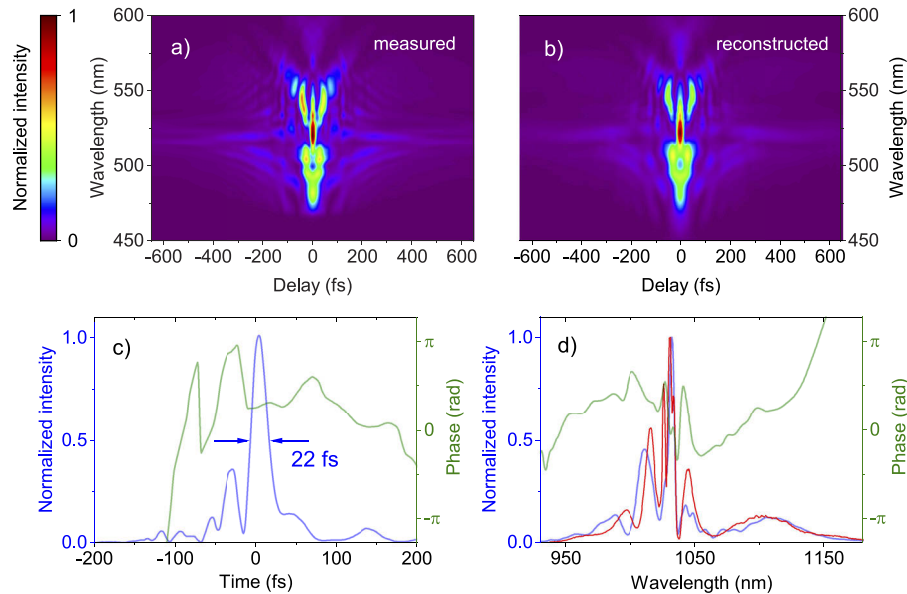 Normalized intensity
1
0
Wavelength (nm)
600
550
500
450
a)
measured
-600 -400 -200 0 200 400 600
Delay (fs)
b)
reconstructed
600
550
500
450
Wavelength (nm)
-600 -400 -200 0 200 400 600
Delay (fs)
Normalized intensity
1.0
0.5
0.0
c)
22 fs
π
0
-π
Phase (rad)
-200 -100 0 100 200
Time (fs)
Normalized intensity
1.0
0.5
0.0
d)
π
0
-π
Phase (rad)
950 1050 1150
Wavelength (nm)